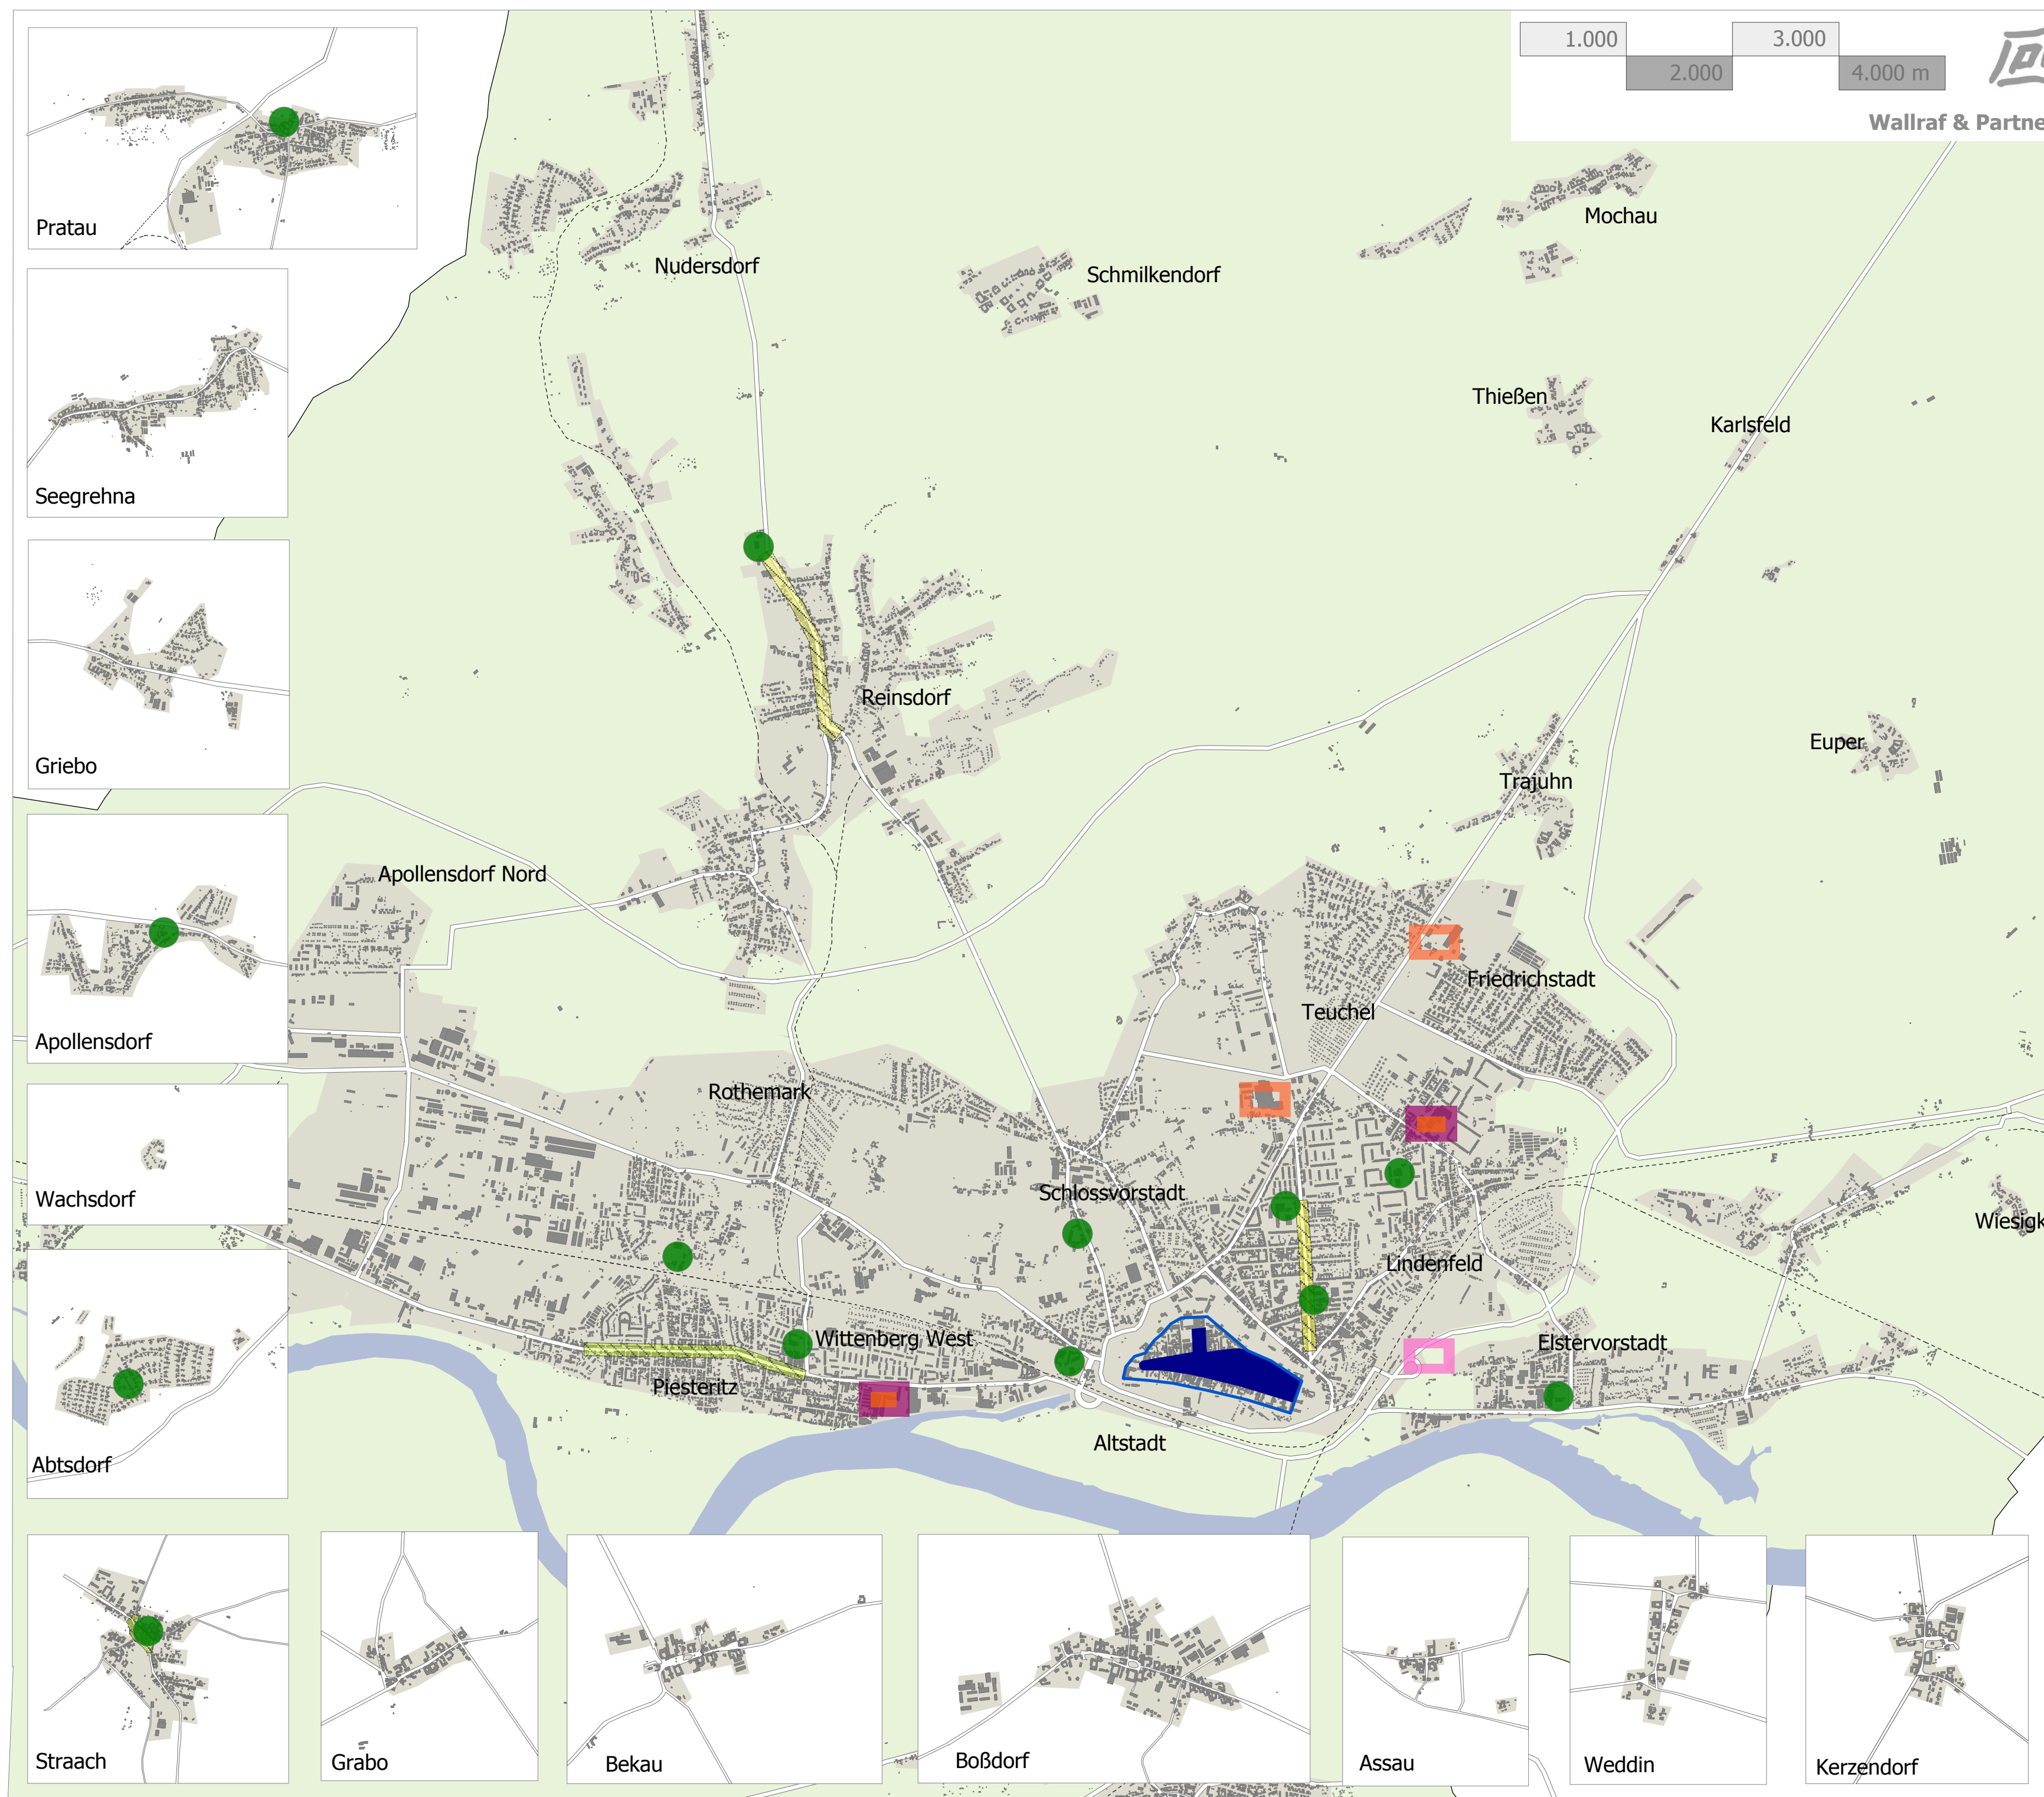 1.000
3.000
2.000
4.000 m
Wallraf & Partne
Pratau
Mochau
Nudersdorf
Schmilkendorf
Thießen
Karlsfeld
Seegrehna
Reinsdorf
Euper
Griebo
Trajuhn
Apollensdorf Nord
Friedrichstadt
Teuchel
Apollensdorf
Rothemark
Wachsdorf
Schlossvorstadt
Wiesigk
Lindenfeld
Wittenberg West
Elstervorstadt
Piesteritz
Altstadt
Abtsdorf
Straach
Grabo
Bekau
Boßdorf
Assau
Weddin
Kerzendorf